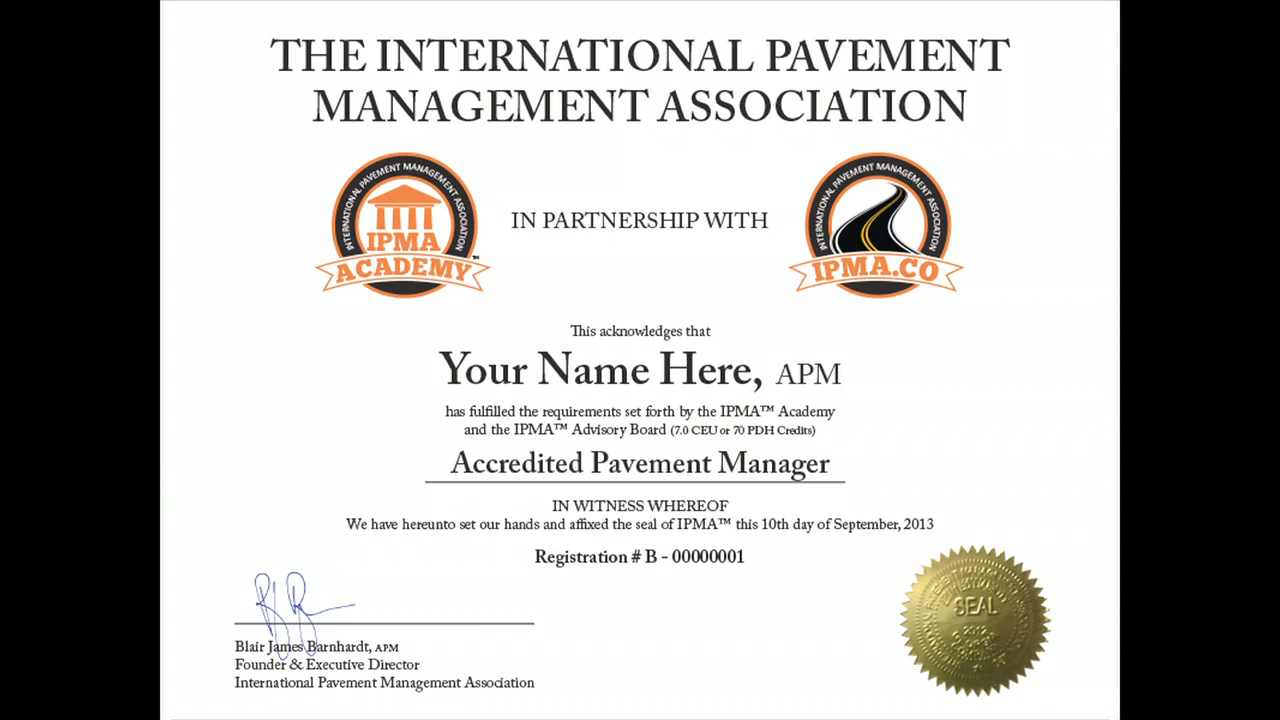 THE INTERNATIONAL PAVEMENT
MANAGEMENT ASSOCIATION
INTERNATIONAL PAVEMENT MANAGEMENT ASSOCIATION
IPMA
ACADEMY™
IN PARTNERSHIP WITH
INTERNATIONAL PAVEMENT MANAGEMENT ASSOCIATION
IPMA.CO
This acknowledges that
Your Name Here, APM
has fulfilled the requirements set forth by the IPMA™ Academy
and the IPMA™ Advisory Board (7.0 CEU or 70 PDH Credits)
Accredited Pavement Manager
IN WITNESS WHEREOF
We have hereunto set our hands and affixed the seal of IPMA™ this 10th day of September, 2013
Registration # B - 00000001
Blair James Barnhardt, APM
Founder & Executive Director
International Pavement Management Association
SEAL